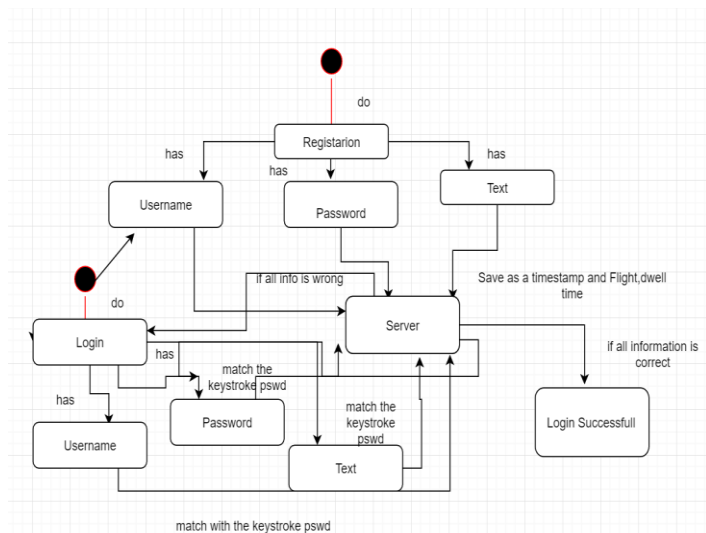 do
Registarion
has
has
has
Username
Password
Text
do
if all info is wrong
Save as a timestamp and Flight,dwell
time
Server
Login
has
if all information is
correct
match the
keystroke pswd
has
Password
match the
keystroke
pswd
Login Successfull
Username
Text
match with the keystroke pswd